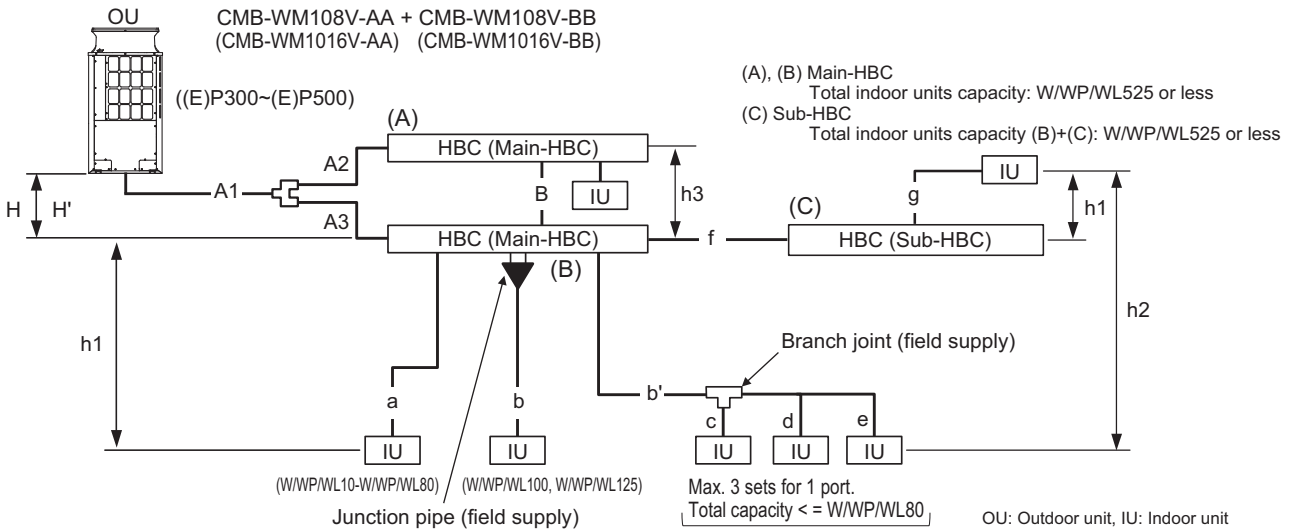 OU
CMB-WM108V-AA + CMB-WM108V-BB
(CMB-WM1016V-AA) (CMB-WM1016V-BB)
((E)P300~(E)P500)
(A), (B) Main-HBC
Total indoor units capacity: W/WP/WL525 or less
(C) Sub-HBC
Total indoor units capacity (B)+(C): W/WP/WL525 or less
(A)
HBC (Main-HBC)
A2
A1
A3
B
IU
h3
H
H'
HBC (Main-HBC)
(B)
f
(C)
HBC (Sub-HBC)
g
IU
h1
h2
h1
Branch joint (field supply)
a
b
b'
c
d
e
IU
IU
IU
IU
IU
(W/WP/WL10-W/WP/WL80)
(W/WP/WL100, W/WP/WL125)
Max. 3 sets for 1 port.
Total capacity < = W/WP/WL80
Junction pipe (field supply)
OU: Outdoor unit, IU: Indoor unit